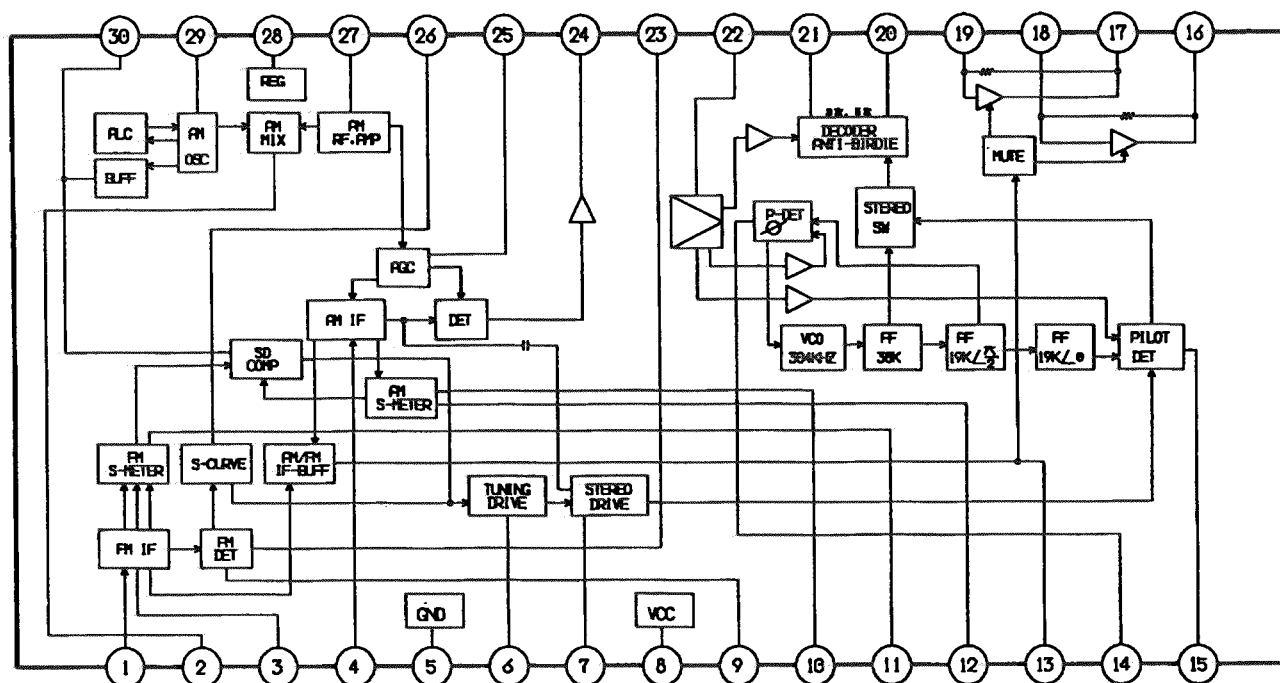 30 29 28 27 26 25 24 23 22 21 20 19 18 17 16
REG
ALC
AM
OSC
AM
MIX
AM
RF.AMP
BUFF
DECODER
ANTI-BIRDIE
MUTE
P-DET
STEREO
SW
AGC
AM IF
DET
SD
COMP
AM
S-METER
VCO
304KHZ
FF
38K
FF
19K∠π/2
FF
19K∠0
PILOT
DET
FM
S-METER
S-CURVE
AM/FM
IF-BUFF
TUNING
DRIVE
STEREO
DRIVE
FM IF
FM
DET
GND
VCC
1 2 3 4 5 6 7 8 9 10 11 12 13 14 15